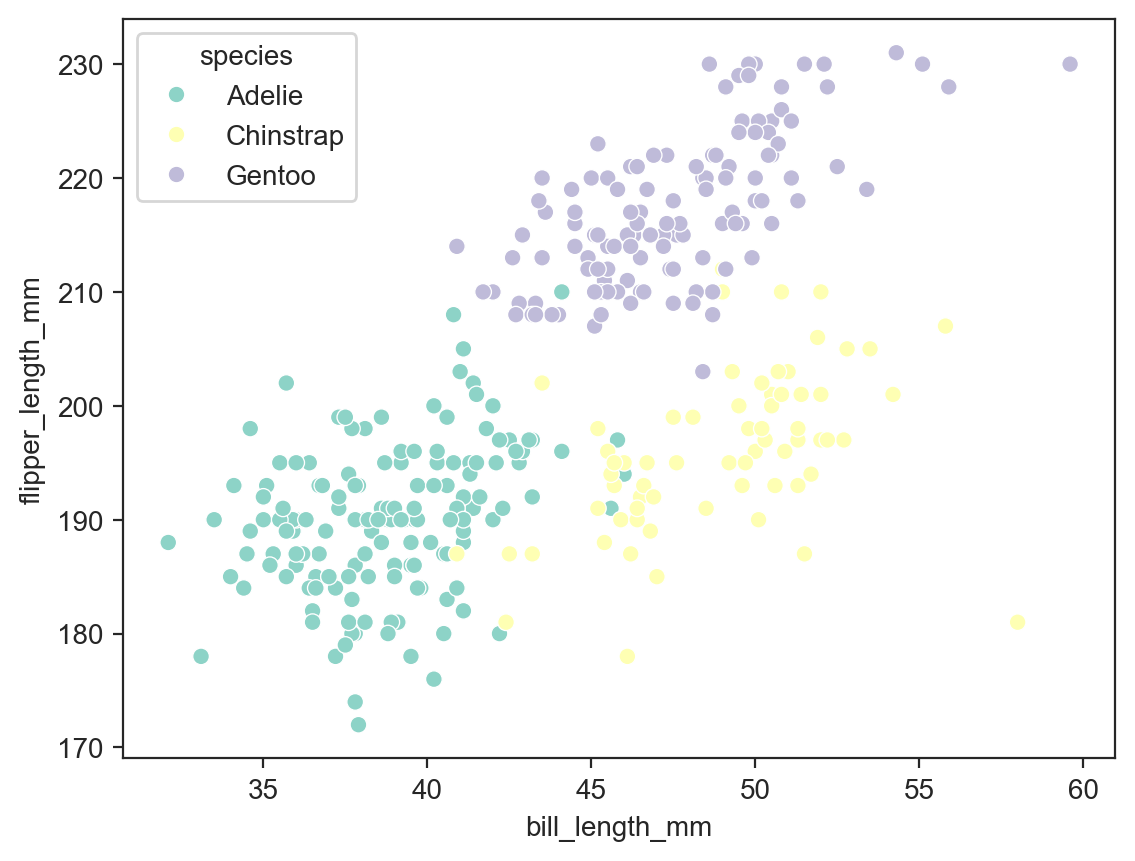 species
Adelie
Chinstrap
Gentoo
230
220
210
200
190
180
170
flipper_length_mm
35 40 45 50 55 60
bill_length_mm